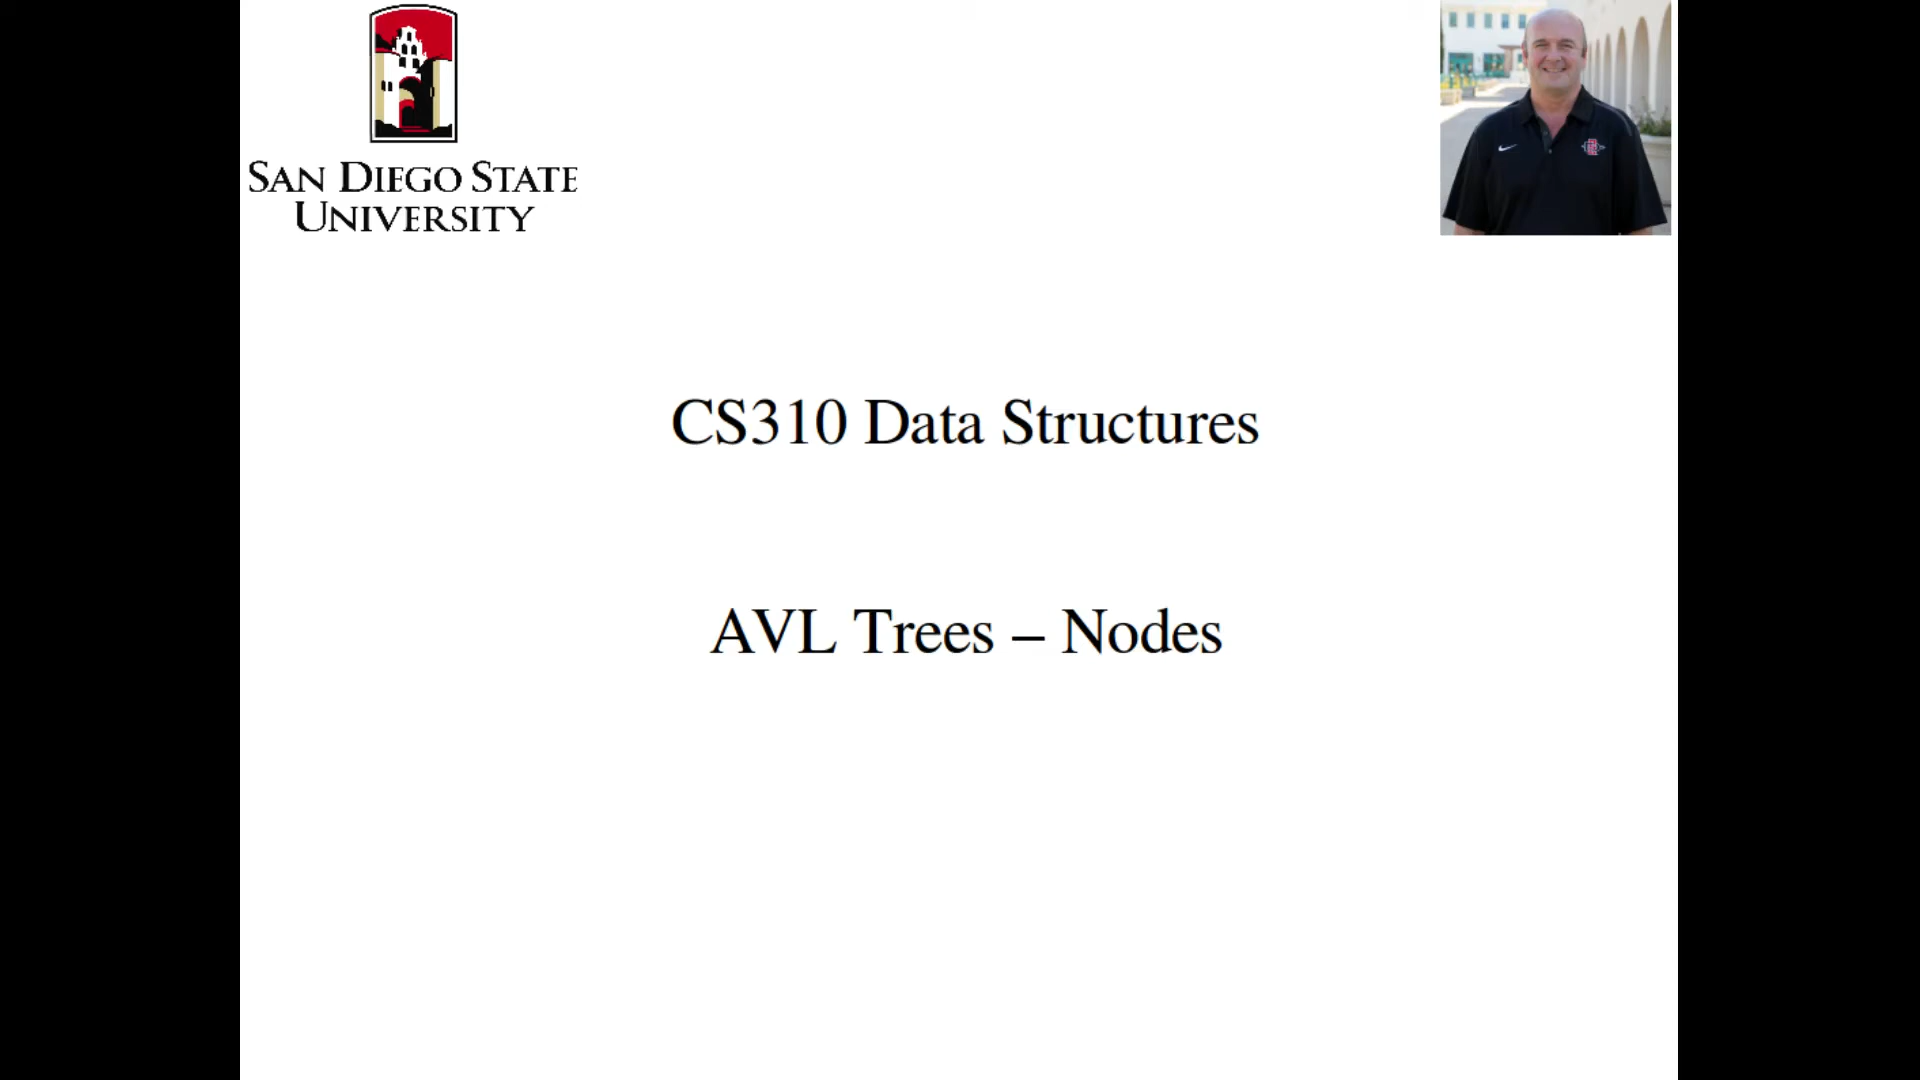 SAN DIEGO STATE
UNIVERSITY
CS310 Data Structures
AVL Trees – Nodes